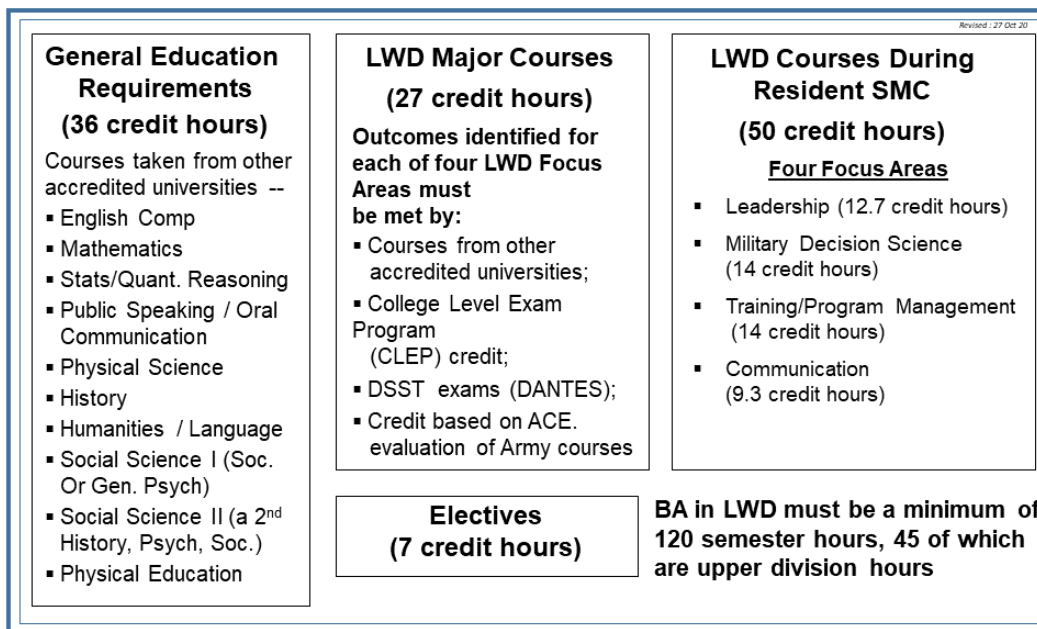 Revised : 27 Oct 20
General Education
Requirements
(36 credit hours)
Courses taken from other
accredited universities --
▪ English Comp
▪ Mathematics
▪ Stats/Quant. Reasoning
▪ Public Speaking / Oral
Communication
▪ Physical Science
▪ History
▪ Humanities / Language
▪ Social Science I (Soc.
Or Gen. Psych)
▪ Social Science II (a 2nd
History, Psych, Soc.)
▪ Physical Education
LWD Major Courses
(27 credit hours)
Outcomes identified for
each of four LWD Focus
Areas must
be met by:
▪ Courses from other
accredited universities;
▪ College Level Exam
Program
(CLEP) credit;
▪ DSST exams (DANTES);
▪ Credit based on ACE.
evaluation of Army courses
LWD Courses During
Resident SMC
(50 credit hours)
Four Focus Areas
▪ Leadership (12.7 credit hours)
▪ Military Decision Science
(14 credit hours)
▪ Training/Program Management
(14 credit hours)
▪ Communication
(9.3 credit hours)
Electives
(7 credit hours)
BA in LWD must be a minimum of
120 semester hours, 45 of which
are upper division hours